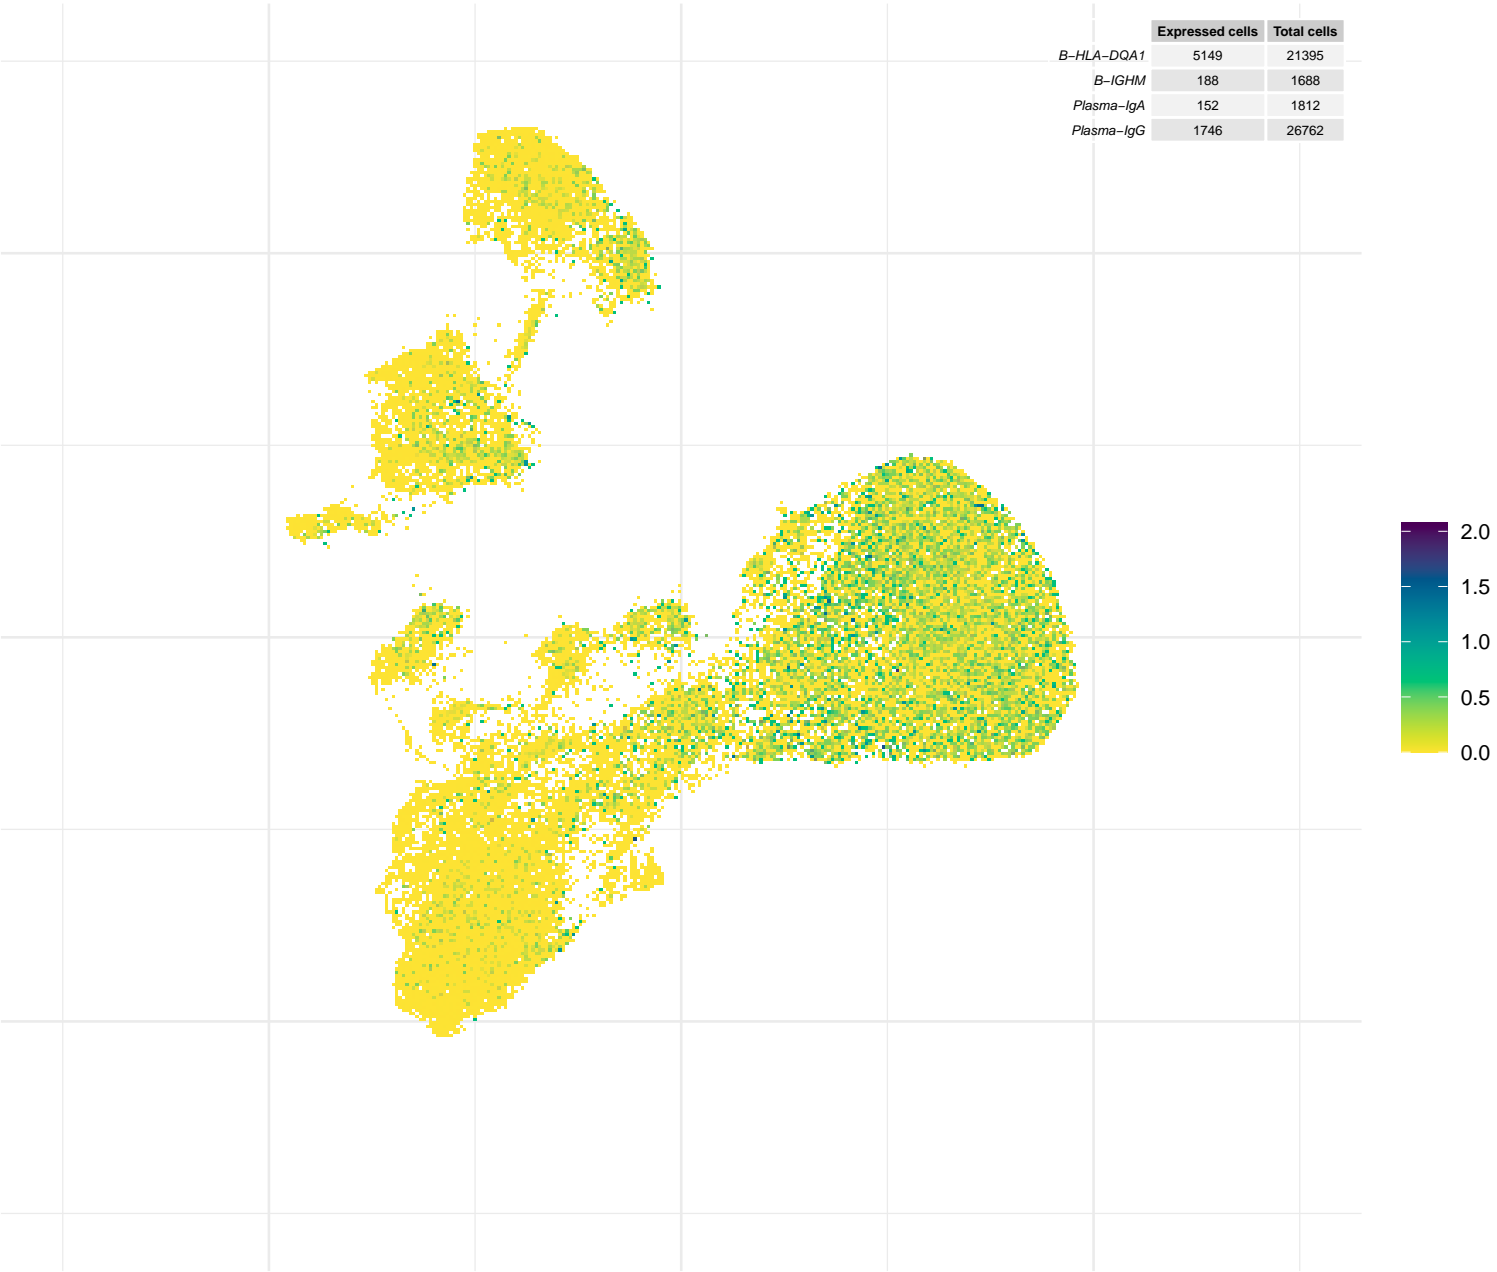 Expressed cells Total cells
B−HLA−DQA1 5149 21395
B−IGHM 188 1688
Plasma−IgA 152 1812
Plasma−IgG 1746 26762
2.0
1.5
1.0
0.5
0.0